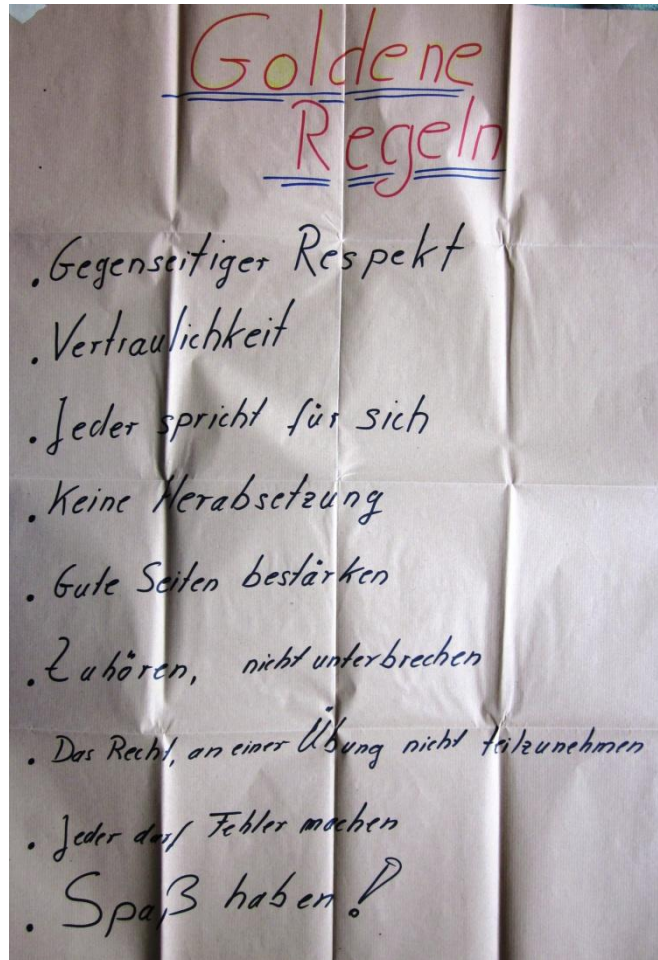 Goldene
Regeln
. Gegenseitiger Respekt
. Vertraulichkeit
. Jeder spricht für sich
. Keine Herabsetzung
. Gute Seiten bestärken
. Zuhören, nicht unterbrechen
. Das Recht, an einer Übung nicht teilzunehmen
. Jeder darf Fehler machen
. Spaß haben!